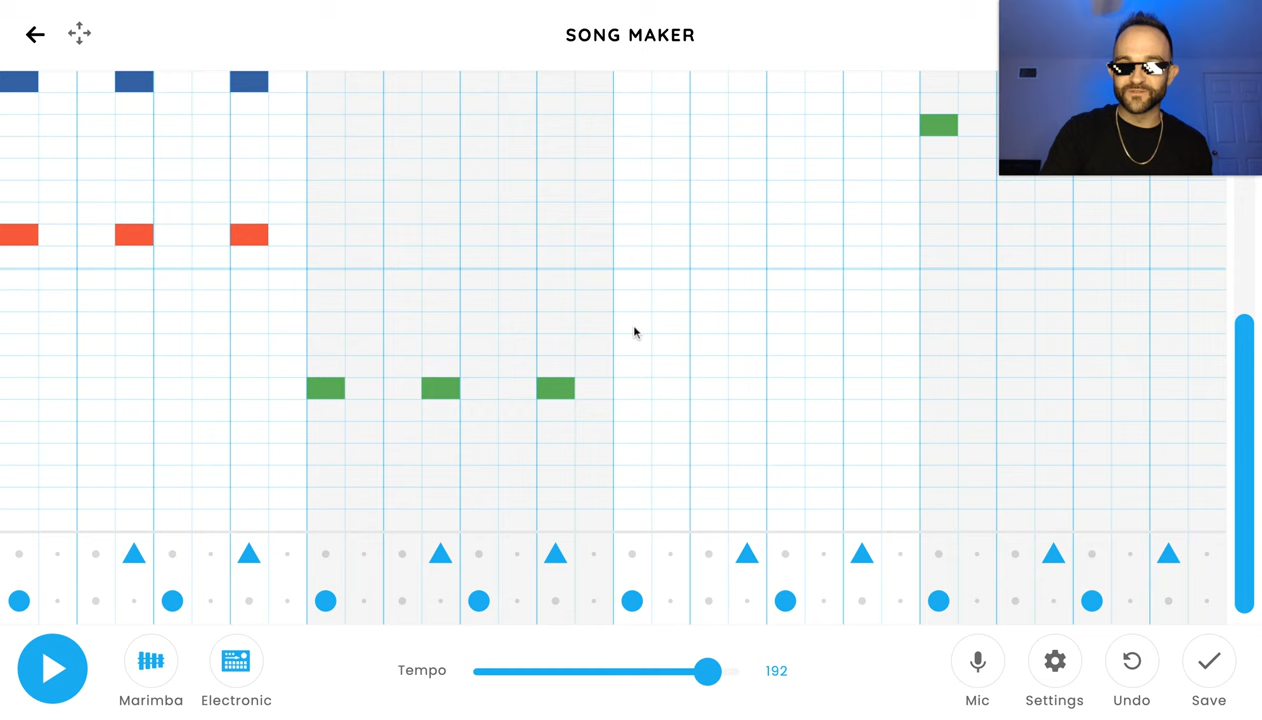 SONG MAKER
Tempo
192
Marimba
Electronic
Mic
Settings
Undo
Save